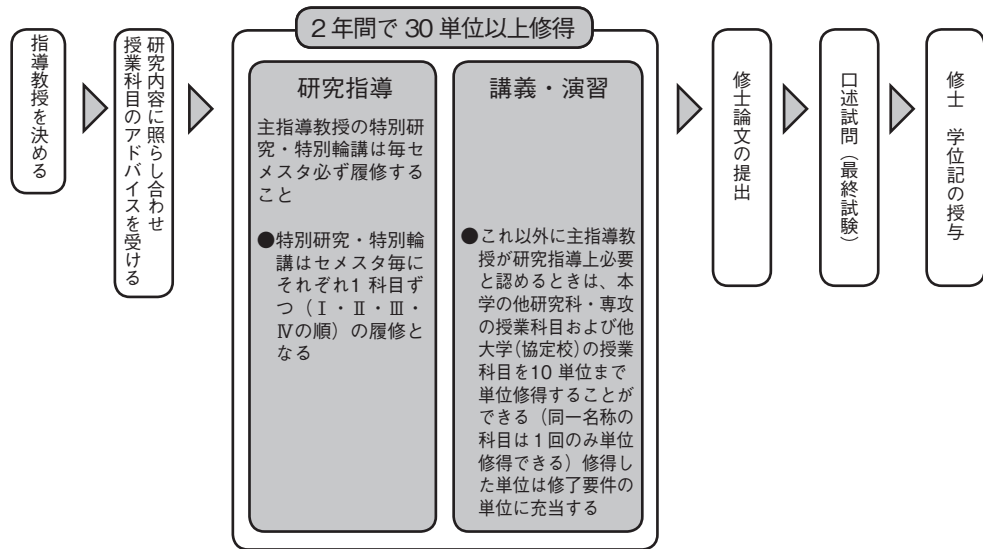 指導教授を決める
研究内容に照らし合わせ
授業科目のアドバイスを受ける
2年間で30単位以上修得
研究指導
主指導教授の特別研
究・特別輪講は毎セ
メスタ必ず履修する
こと
●特別研究・特別輪
講はセメスタ毎に
それぞれ1 科目ず
つ（Ⅰ・Ⅱ・Ⅲ・
Ⅳの順）の履修と
なる
講義・演習
●これ以外に主指導教
授が研究指導上必要
と認めるときは、本
学の他研究科・専攻
の授業科目および他
大学（協定校）の授業
科目を10 単位まで
単位修得することが
できる（同一名称の
科目は１回のみ単位
修得できる）修得し
た単位は修了要件の
単位に充当する
修士論文の提出
口述試問（最終試験）
修士　学位記の授与